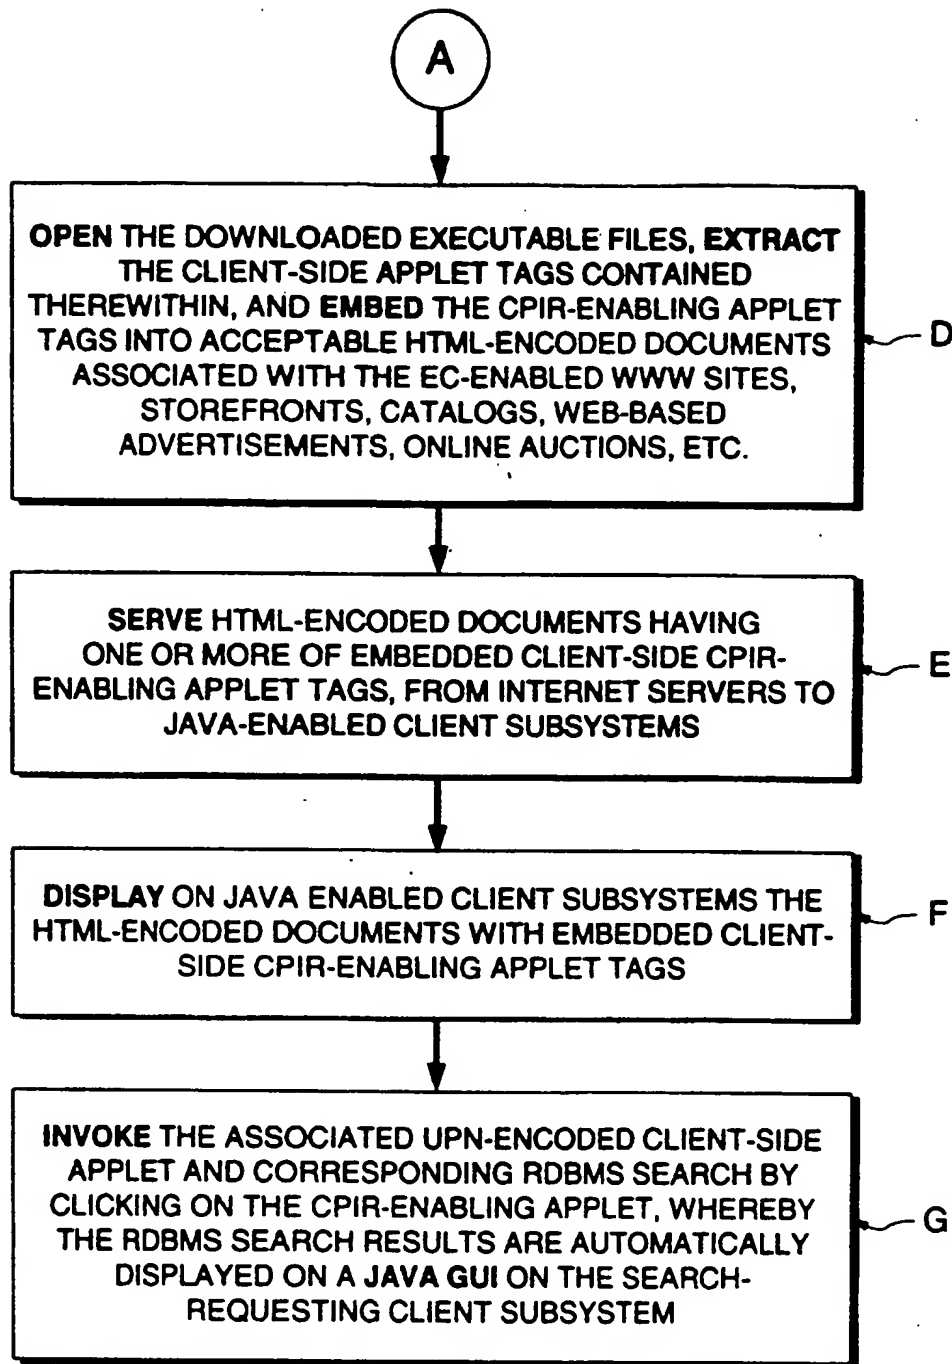 A
OPEN THE DOWNLOADED EXECUTABLE FILES, EXTRACT
THE CLIENT-SIDE APPLET TAGS CONTAINED
THEREWITHIN, AND EMBED THE CPIR-ENABLING APPLET
TAGS INTO ACCEPTABLE HTML-ENCODED DOCUMENTS
ASSOCIATED WITH THE EC-ENABLED WWW SITES,
STOREFRONTS, CATALOGS, WEB-BASED
ADVERTISEMENTS, ONLINE AUCTIONS, ETC.
D
SERVE HTML-ENCODED DOCUMENTS HAVING
ONE OR MORE OF EMBEDDED CLIENT-SIDE CPIR-
ENABLING APPLET TAGS, FROM INTERNET SERVERS TO
JAVA-ENABLED CLIENT SUBSYSTEMS
E
DISPLAY ON JAVA ENABLED CLIENT SUBSYSTEMS THE
HTML-ENCODED DOCUMENTS WITH EMBEDDED CLIENT-
SIDE CPIR-ENABLING APPLET TAGS
F
INVOKE THE ASSOCIATED UPN-ENCODED CLIENT-SIDE
APPLET AND CORRESPONDING RDBMS SEARCH BY
CLICKING ON THE CPIR-ENABLING APPLET, WHEREBY
THE RDBMS SEARCH RESULTS ARE AUTOMATICALLY
DISPLAYED ON A JAVA GUI ON THE SEARCH-
REQUESTING CLIENT SUBSYSTEM
G